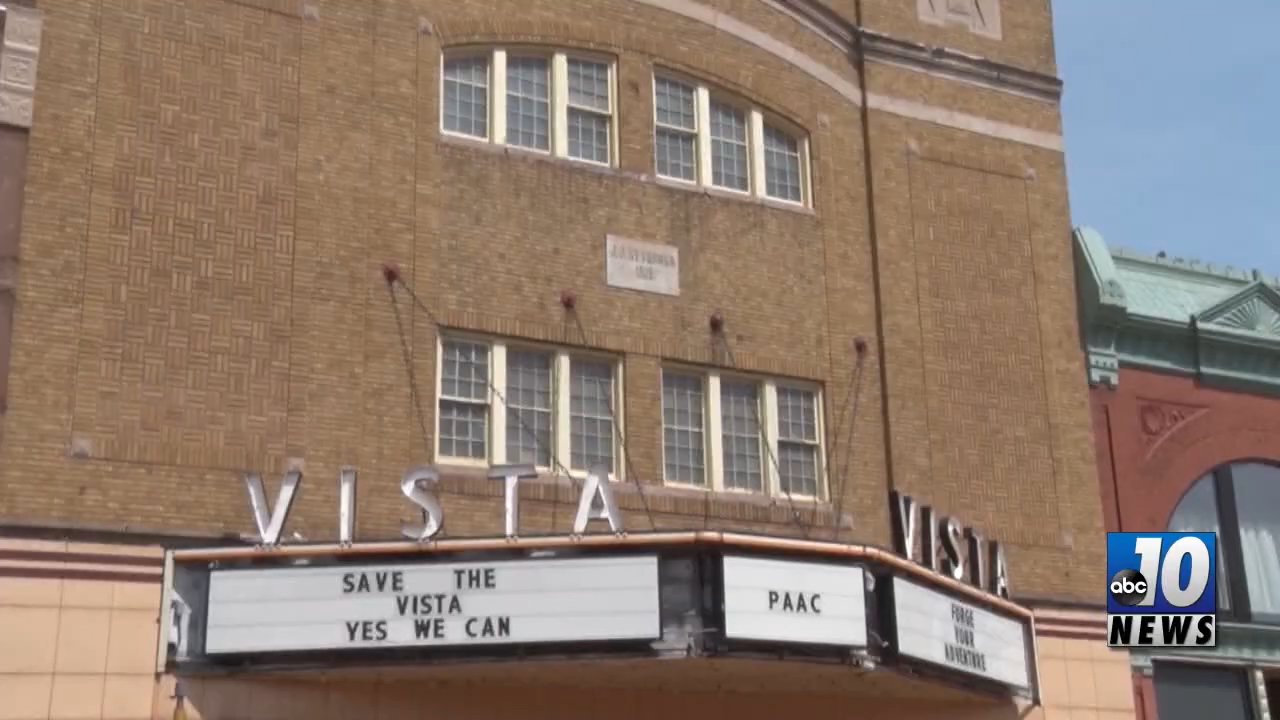 VISTA
VISTA
SAVE THE
VISTA
YES WE CAN
PAAC
FORGE
YOUR
ADVENTURE
abc 10
NEWS